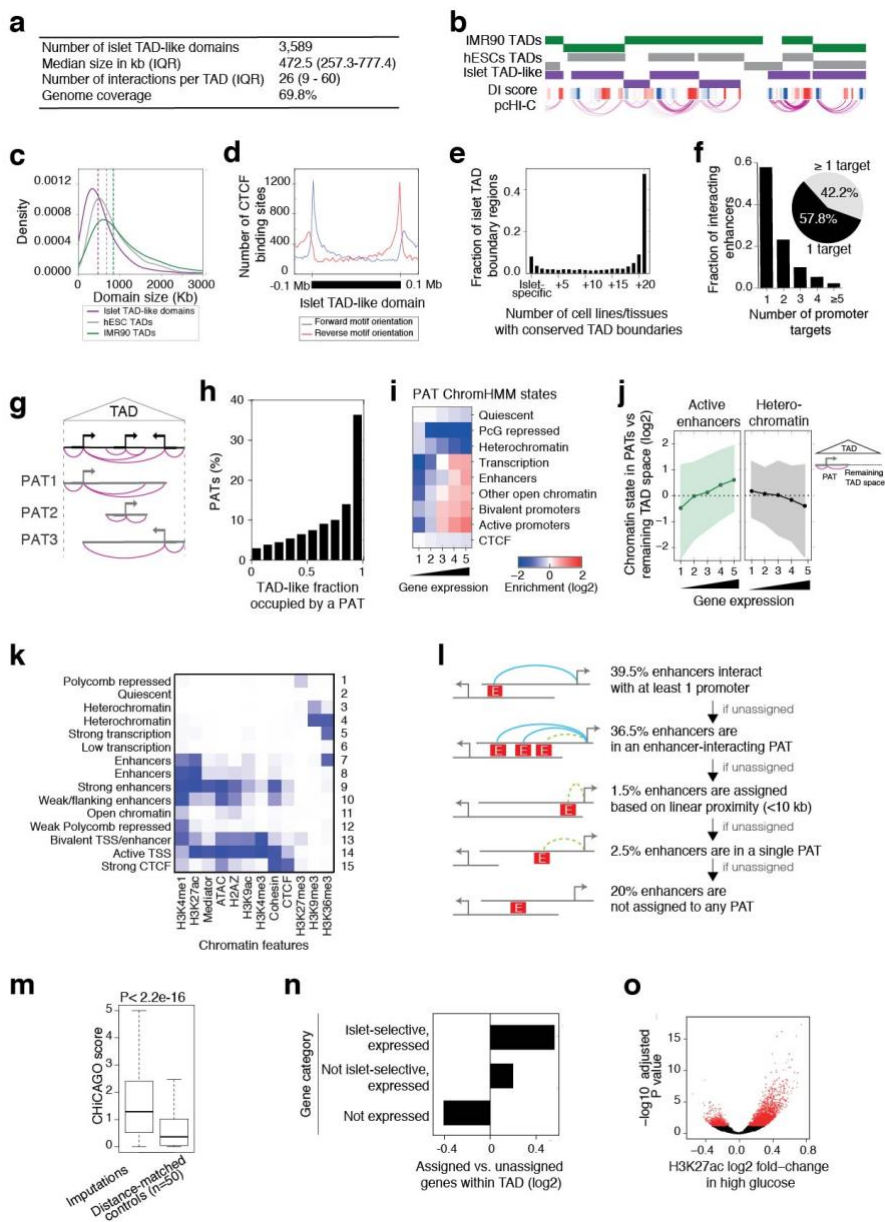 a
Number of islet TAD-like domains 3,589
Median size in kb (IQR) 472.5 (257.3-777.4)
Number of interactions per TAD (IQR) 26 (9 - 60)
Genome coverage 69.8%
b
IMR90 TADs
hESCs TADs
Islet TAD-like
DI score
pcHI-C
c
Density
0.0012
0.0008
0.0004
0.0000
0 1000 2000 3000
Domain size (Kb)
Islet TAD-like domains
hESC TADs
IMR90 TADs
d
Number of CTCF
binding sites
1200
800
400
0
-0.1 Mb 0.1 Mb
Islet TAD-like domain
Forward motif orientation
Reverse motif orientation
e
Fraction of islet TAD
boundary regions
0.4
0.2
0.0
Islet-
specific
+5 +10 +15 +20
Number of cell lines/tissues
with conserved TAD boundaries
f
Fraction of interacting
enhancers
0.6
0.4
0.2
0.0
≥ 1 target
42.2%
57.8%
1 target
1 2 3 4 ≥5
Number of promoter
targets
g
TAD
PAT1
PAT2
PAT3
h
PATs (%)
40
30
20
10
0
0 0.5 1
TAD-like fraction
occupied by a PAT
i
PAT ChromHMM states
Quiescent
PcG repressed
Heterochromatin
Transcription
Enhancers
Other open chromatin
Bivalent promoters
Active promoters
CTCF
1 2 3 4 5
Gene expression
−2 0 2
Enrichment (log2)
j
Chromatin state in PATs vs
remaining TAD space (log2)
Active
enhancers
Hetero-
chromatin
2
1
0
−1
−2
1 2 3 4 5 1 2 3 4 5
Gene expression
TAD
PAT
Remaining
TAD space
k
Polycomb repressed 1
Quiescent 2
Heterochromatin 3
Heterochromatin 4
Strong transcription 5
Low transcription 6
Enhancers 7
Enhancers 8
Strong enhancers 9
Weak/flanking enhancers 10
Open chromatin 11
Weak Polycomb repressed 12
Bivalent TSS/enhancer 13
Active TSS 14
Strong CTCF 15
H3K4me1
H3K27ac
Mediator
ATAC
H2AZ
H3K9ac
H3K4me3
Cohesin
CTCF
H3K27me3
H3K9me3
H3K36me3
Chromatin features
l
E
39.5% enhancers interact
with at least 1 promoter
if unassigned
E E E
36.5% enhancers are
in an enhancer-interacting PAT
if unassigned
E
1.5% enhancers are assigned
based on linear proximity (<10 kb)
if unassigned
E
2.5% enhancers are in a single PAT
if unassigned
E
20% enhancers are
not assigned to any PAT
m
P< 2.2e-16
CHiCAGO score
5
4
3
2
1
0
Imputations
Distance-matched
controls (n=50)
n
Gene category
Islet-selective,
expressed
Not islet-selective,
expressed
Not expressed
-0.4 0 0.4
Assigned vs. unassigned
genes within TAD (log2)
o
−log10 adjusted
P value
15
10
5
0
−0.4 0.0 0.4 0.8
H3K27ac log2 fold−change
in high glucose